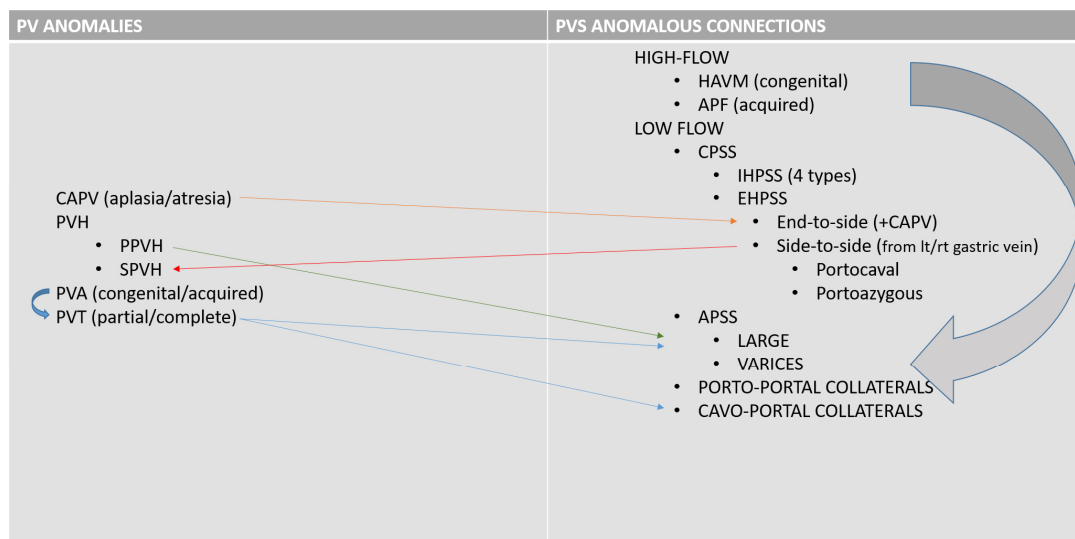 PV ANOMALIES
PVS ANOMALOUS CONNECTIONS
CAPV (aplasia/atresia)
PVH
• PPVH
• SPVH
PVA (congenital/acquired)
PVT (partial/complete)
HIGH-FLOW
• HAVM (congenital)
• APF (acquired)
LOW FLOW
• CPSS
• IHPSS (4 types)
• EHPSS
• End-to-side (+CAPV)
• Side-to-side (from lt/rt gastric vein)
• Portocaval
• Portoazygous
• APSS
• LARGE
• VARICES
• PORTO-PORTAL COLLATERALS
• CAVO-PORTAL COLLATERALS